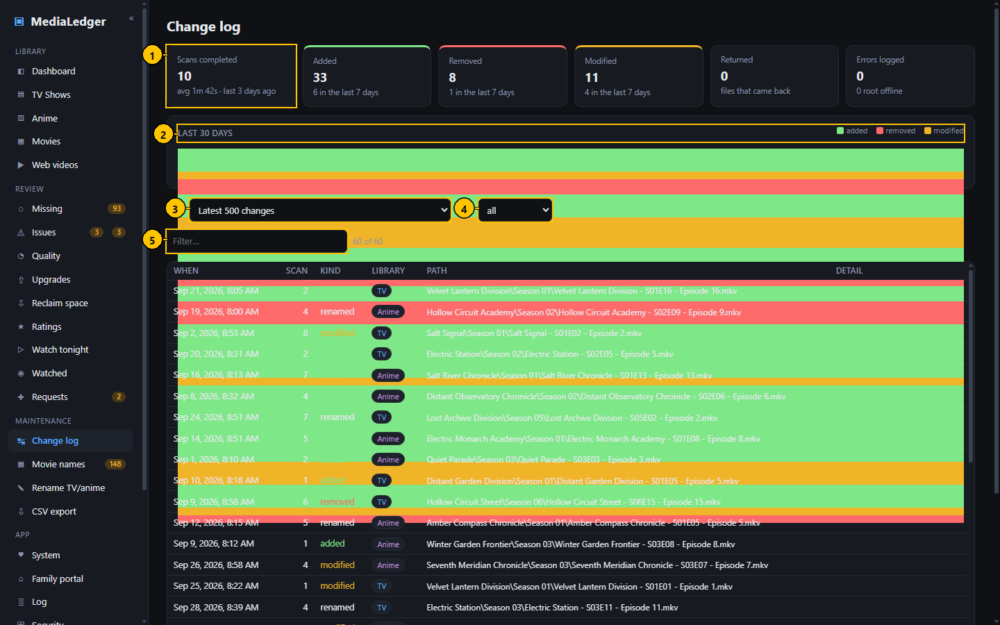 MediaLedger
«
LIBRARY
Dashboard
TV Shows
Anime
Movies
Web videos
REVIEW
Missing 93
Issues 3 3
Quality
Upgrades
Reclaim space
Ratings
Watch tonight
Watched
Requests 2
MAINTENANCE
Change log
Movie names 148
Rename TV/anime
CSV export
APP
System
Family portal
Log
Security
Change log
1
Scans completed
10
avg 1m 42s · last 3 days ago
Added
33
6 in the last 7 days
Removed
8
1 in the last 7 days
Modified
11
4 in the last 7 days
Returned
0
files that came back
Errors logged
0
0 root offline
2
LAST 30 DAYS
added removed modified
3 Latest 500 changes
4 all
5 Filter...
60 of 60
WHEN SCAN KIND LIBRARY PATH DETAIL
Sep 21, 2026, 8:05 AM 2 TV Velvet Lantern Division\Season 01\Velvet Lantern Division - S01E16 - Episode 16.mkv
Sep 19, 2026, 8:00 AM 4 renamed Anime Hollow Circuit Academy\Season 02\Hollow Circuit Academy - S02E09 - Episode 9.mkv
Sep 2, 2026, 8:53 AM 8 modified TV Salt Signal\Season 01\Salt Signal - S01E02 - Episode 2.mkv
Sep 20, 2026, 8:31 AM 2 TV Electric Station\Season 02\Electric Station - S02E05 - Episode 5.mkv
Sep 16, 2026, 8:13 AM 7 Anime Salt River Chronicle\Season 01\Salt River Chronicle - S01E13 - Episode 13.mkv
Sep 8, 2026, 8:32 AM 4 Anime Distant Observatory Chronicle\Season 02\Distant Observatory Chronicle - S02E06 - Episode 6.mkv
Sep 24, 2026, 8:51 AM 7 renamed TV Lost Archive Division\Season 05\Lost Archive Division - S05E02 - Episode 2.mkv
Sep 14, 2026, 8:51 AM 5 Anime Electric Monarch Academy\Season 01\Electric Monarch Academy - S01E08 - Episode 8.mkv
Sep 1, 2026, 8:10 AM 2 Anime Quiet Parade\Season 03\Quiet Parade - S03E03 - Episode 3.mkv
Sep 10, 2026, 8:18 AM 1 added TV Distant Garden Division\Season 01\Distant Garden Division - S01E05 - Episode 5.mkv
Sep 9, 2026, 8:58 AM 6 removed TV Hollow Circuit Street\Season 06\Hollow Circuit Street - S06E15 - Episode 15.mkv
Sep 12, 2026, 8:15 AM 5 renamed Anime Amber Compass Chronicle\Season 01\Amber Compass Chronicle - S01E05 - Episode 5.mkv
Sep 9, 2026, 8:12 AM 1 added Anime Winter Garden Frontier\Season 03\Winter Garden Frontier - S03E08 - Episode 8.mkv
Sep 26, 2026, 8:58 AM 4 modified Anime Seventh Meridian Chronicle\Season 03\Seventh Meridian Chronicle - S03E07 - Episode 7.mkv
Sep 25, 2026, 8:22 AM 1 modified TV Velvet Lantern Division\Season 01\Velvet Lantern Division - S01E01 - Episode 1.mkv
Sep 28, 2026, 8:39 AM 4 renamed TV Electric Station\Season 03\Electric Station - S03E11 - Episode 11.mkv